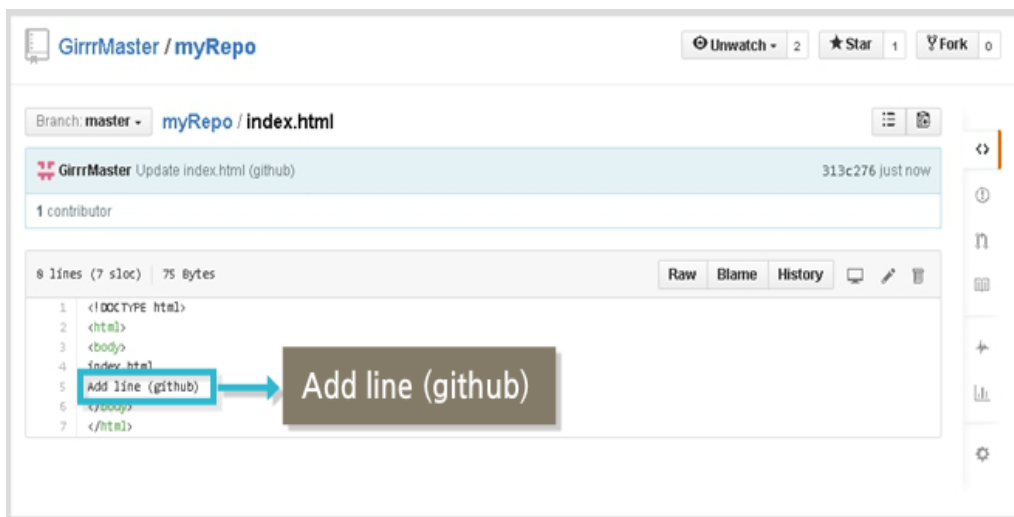 GirrrMaster / myRepo
Unwatch 2 Star 1 Fork 0
Branch: master myRepo / index.html
GirrrMaster Update index.html (github) 313c276 just now
1 contributor
8 lines (7 sloc) 75 Bytes Raw Blame History
1 <!DOCTYPE html>
2 <html>
3 <body>
4 index.html
5 Add line (github)
Add line (github)
6 </body>
7 </html>